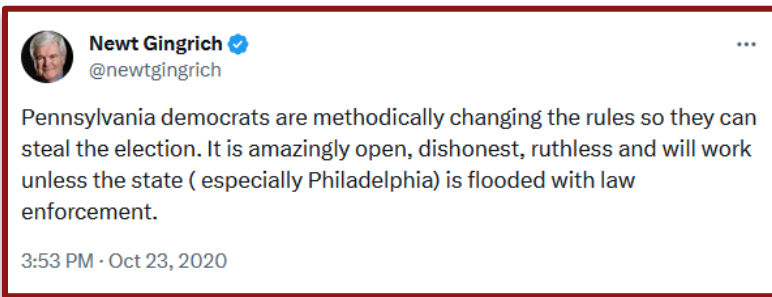 Newt Gingrich
@newtgingrich
Pennsylvania democrats are methodically changing the rules so they can
steal the election. It is amazingly open, dishonest, ruthless and will work
unless the state ( especially Philadelphia) is flooded with law
enforcement.
3:53 PM · Oct 23, 2020